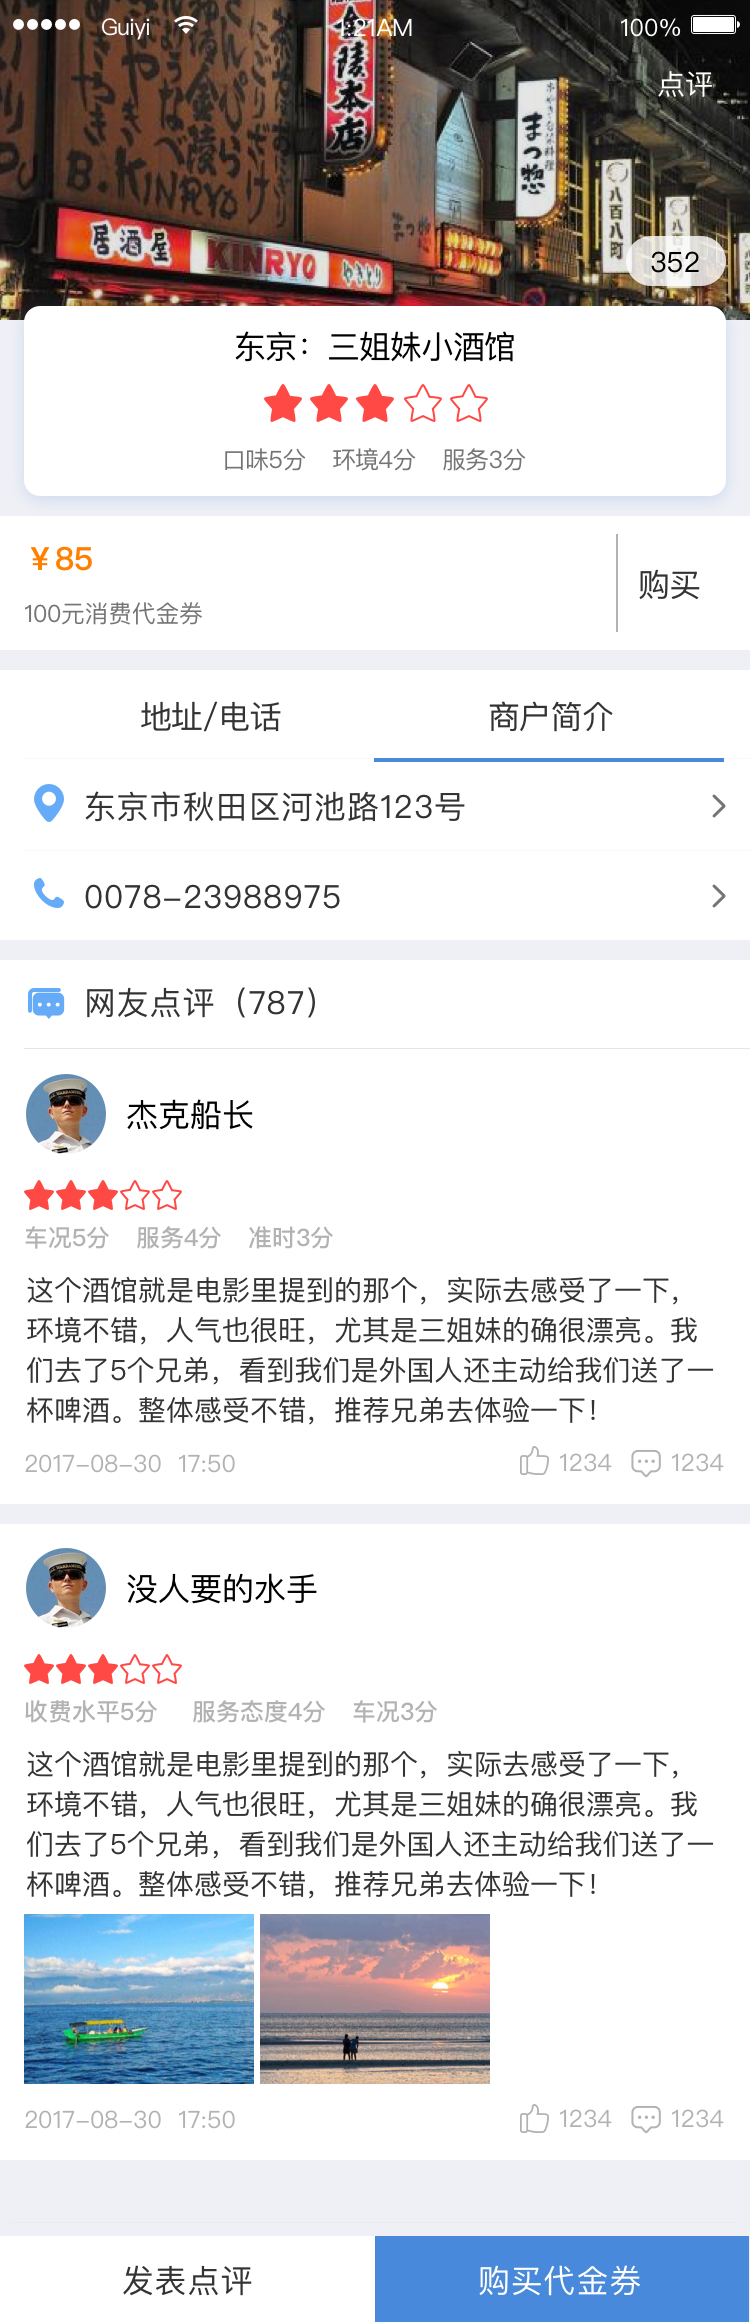 Guiyi
1:21AM
100%
点评
陵本店
居酒屋
KINRYO
やきとり
まつ惣
八百八町
352
东京：三姐妹小酒馆
口味5分 环境4分 服务3分
¥85
100元消费代金券
购买
地址/电话
商户简介
东京市秋田区河池路123号
0078-23988975
网友点评（787）
杰克船长
车况5分 服务4分 准时3分
这个酒馆就是电影里提到的那个，实际去感受了一下，
环境不错，人气也很旺，尤其是三姐妹的确很漂亮。我
们去了5个兄弟，看到我们是外国人还主动给我们送了一
杯啤酒。整体感受不错，推荐兄弟去体验一下！
2017-08-30 17:50
1234
1234
没人要的水手
收费水平5分 服务态度4分 车况3分
这个酒馆就是电影里提到的那个，实际去感受了一下，
环境不错，人气也很旺，尤其是三姐妹的确很漂亮。我
们去了5个兄弟，看到我们是外国人还主动给我们送了一
杯啤酒。整体感受不错，推荐兄弟去体验一下！
2017-08-30 17:50
1234
1234
发表点评
购买代金券